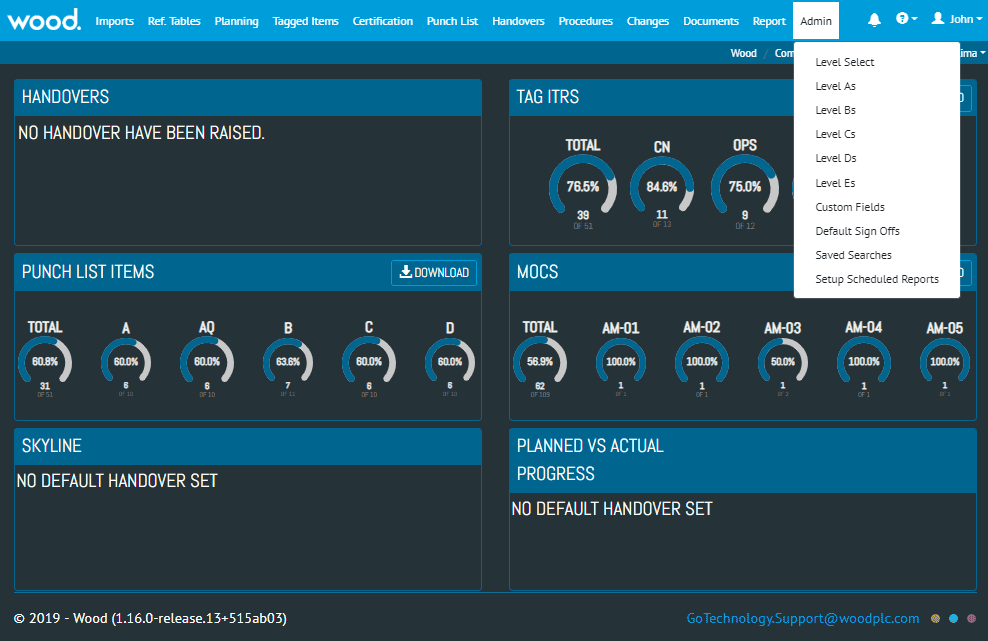 wood.
Imports Ref. Tables Planning Tagged Items Certification Punch List Handovers Procedures Changes Documents Report Admin John
Wood / Com
Level Select
Level As
Level Bs
Level Cs
Level Ds
Level Es
Custom Fields
Default Sign Offs
Saved Searches
Setup Scheduled Reports
HANDOVERS
NO HANDOVER HAVE BEEN RAISED.
TAG ITRS
TOTAL CN OPS
76.5% 84.6% 75.0%
39 11 9
OF 51 OF 13 OF 12
PUNCH LIST ITEMS DOWNLOAD
TOTAL A AQ B C D
60.8% 60.0% 60.0% 63.6% 60.0% 60.0%
31 6 6 7 6 6
OF 51 OF 10 OF 10 OF 11 OF 10 OF 10
MOCS
TOTAL AM-01 AM-02 AM-03 AM-04 AM-05
56.9% 100.0% 100.0% 50.0% 100.0% 100.0%
62 1 1 1 1 1
OF 109 OF 1 OF 1 OF 2 OF 1 OF 1
SKYLINE
NO DEFAULT HANDOVER SET
PLANNED VS ACTUAL
PROGRESS
NO DEFAULT HANDOVER SET
© 2019 - Wood (1.16.0-release.13+515ab03) GoTechnology.Support@woodplc.com